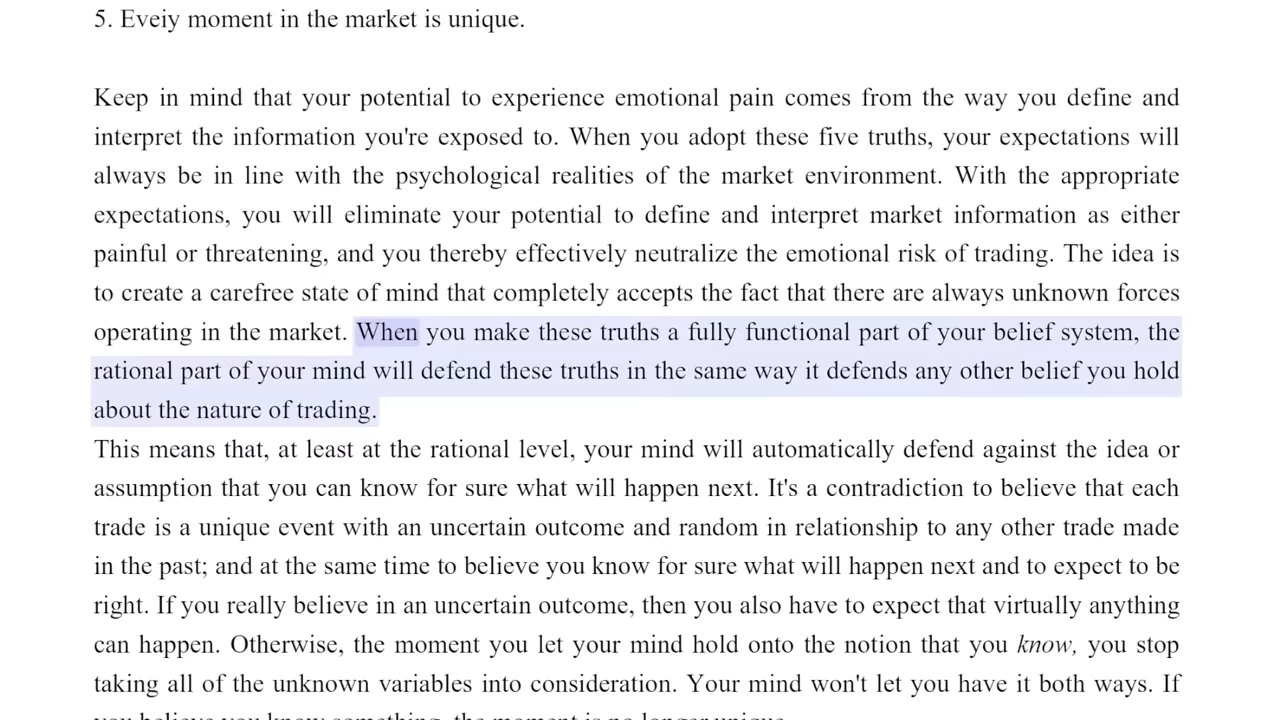 5. Eveiy moment in the market is unique.
Keep in mind that your potential to experience emotional pain comes from the way you define and
interpret the information you're exposed to. When you adopt these five truths, your expectations will
always be in line with the psychological realities of the market environment. With the appropriate
expectations, you will eliminate your potential to define and interpret market information as either
painful or threatening, and you thereby effectively neutralize the emotional risk of trading. The idea is
to create a carefree state of mind that completely accepts the fact that there are always unknown forces
operating in the market. When you make these truths a fully functional part of your belief system, the
rational part of your mind will defend these truths in the same way it defends any other belief you hold
about the nature of trading.
This means that, at least at the rational level, your mind will automatically defend against the idea or
assumption that you can know for sure what will happen next. It's a contradiction to believe that each
trade is a unique event with an uncertain outcome and random in relationship to any other trade made
in the past; and at the same time to believe you know for sure what will happen next and to expect to be
right. If you really believe in an uncertain outcome, then you also have to expect that virtually anything
can happen. Otherwise, the moment you let your mind hold onto the notion that you know, you stop
taking all of the unknown variables into consideration. Your mind won't let you have it both ways. If
you believe you know something, the moment is no longer unique.